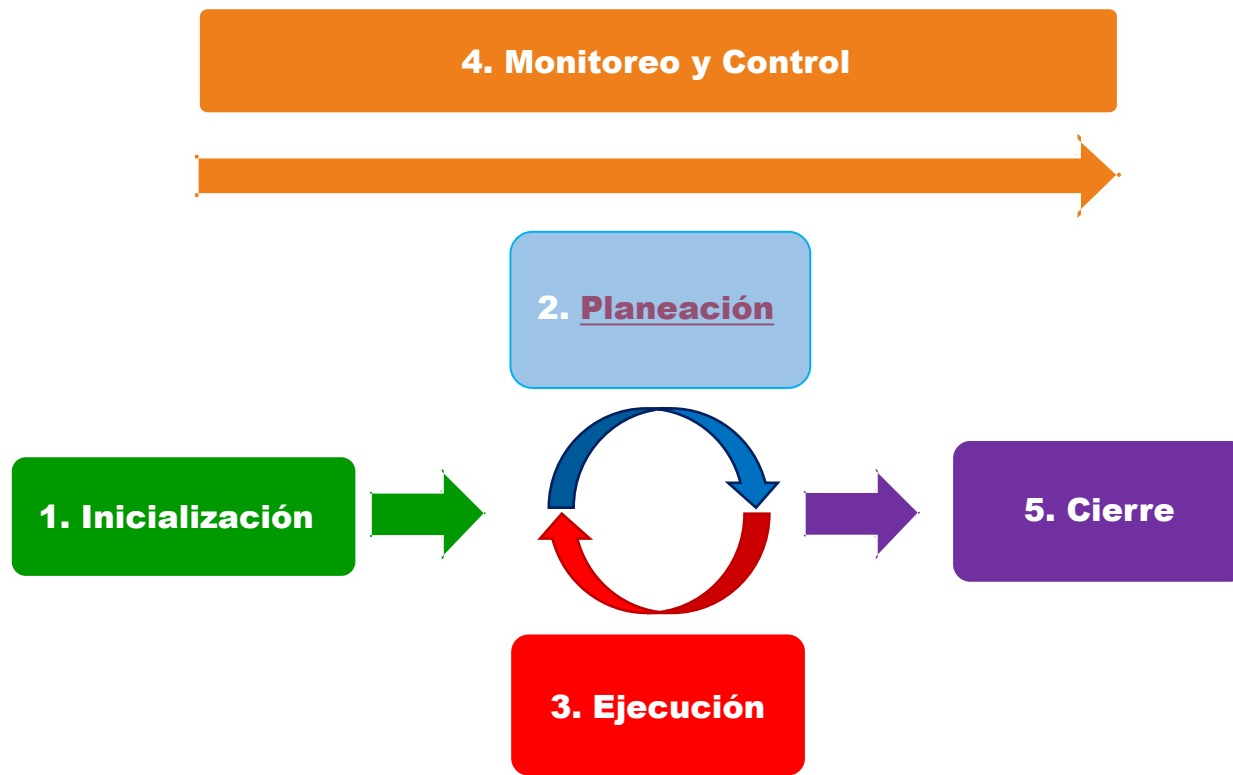 4. Monitoreo y Control
2. Planeación
1. Inicialización
5. Cierre
3. Ejecución